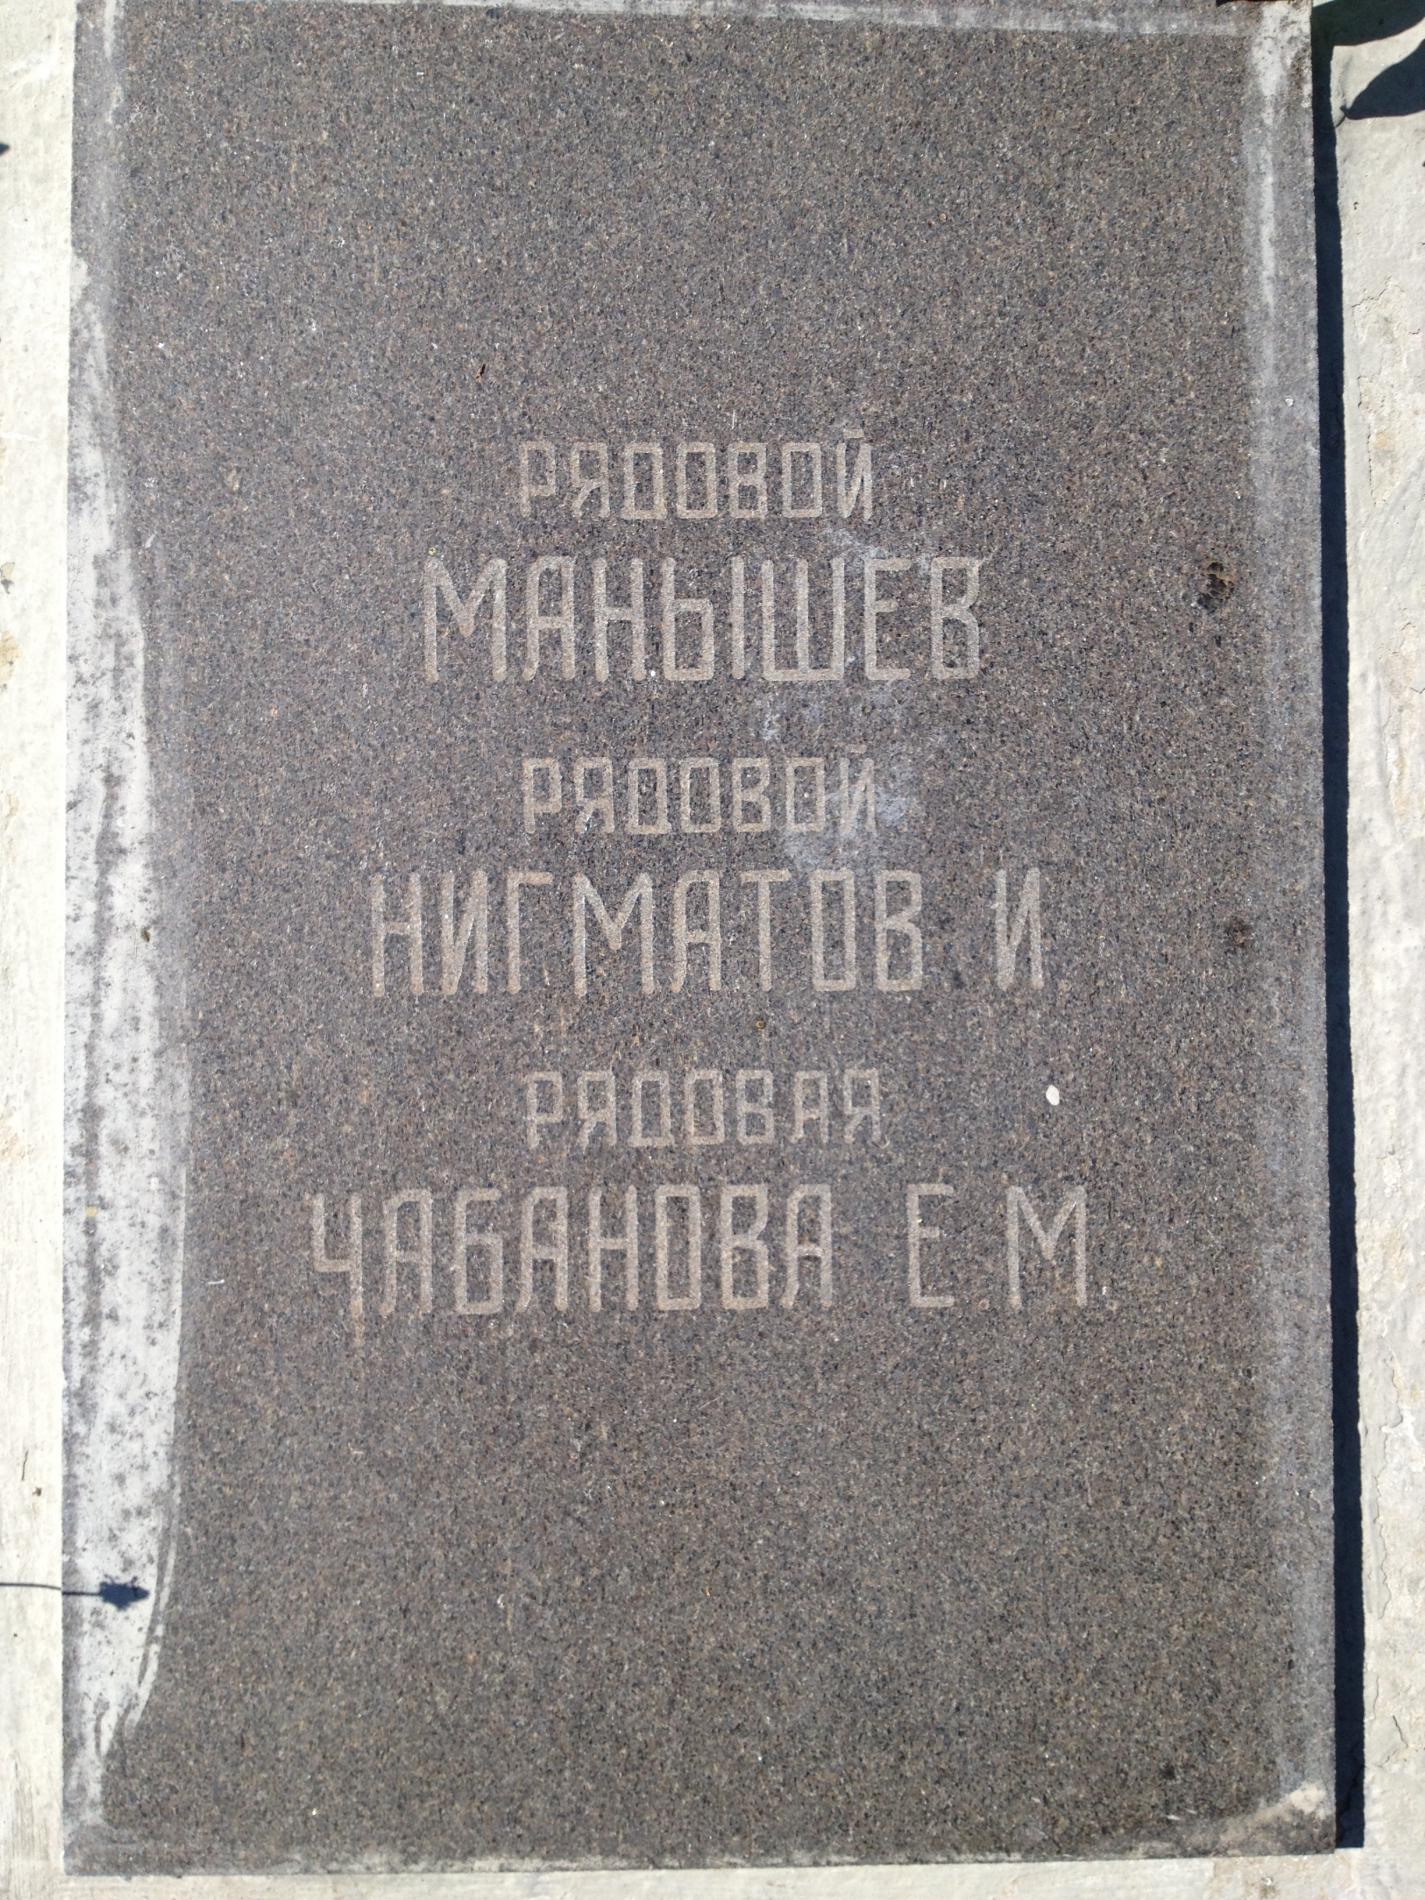 РЯДОВОЙ
МАНЫШЕВ
РЯДОВОЙ
НИГМАТОВ И.
РЯДОВАЯ
ЧАБАНОВА Е.М.